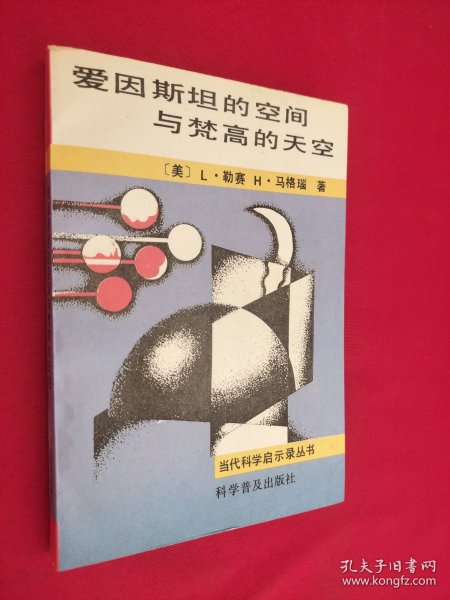 爱因斯坦的空间
与梵高的天空
〔美〕 L·勒赛 H·马格瑙 著
当代科学启示录丛书
科学普及出版社
孔夫子旧书网
www.kongfz.com